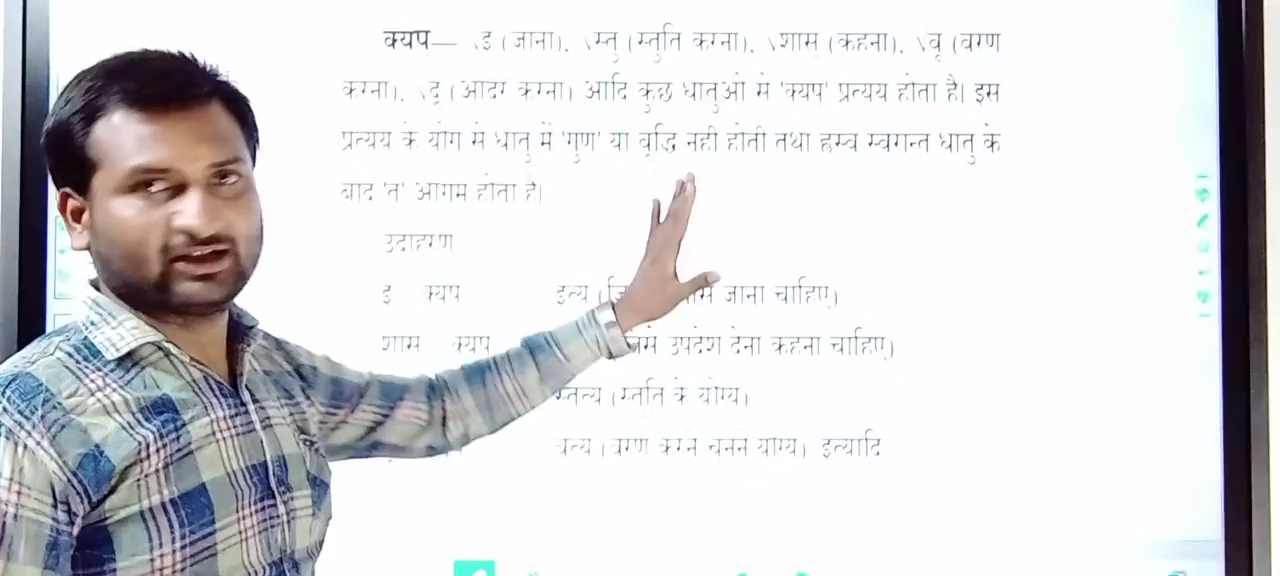 क्यप— √इ (जाना), √स्तु (स्तुति करना), √शास् (कहना), √वृ (वरण
करना), √दृ (आदर करना) आदि कुछ धातुओं से 'क्यप' प्रत्यय होता है। इस
प्रत्यय के योग से धातु में 'गुण' या वृद्धि नहीं होती तथा ह्रस्व स्वरान्त धातु के
बाद 'त' आगम होता है।
उदाहरण
इ क्यप इत्य ( जाना चाहिए)
शास क्यप उपदेश देना कहना चाहिए)
स्तुत्य (स्तुति के योग्य)
वृत्य (वरण करने चुनने योग्य) इत्यादि